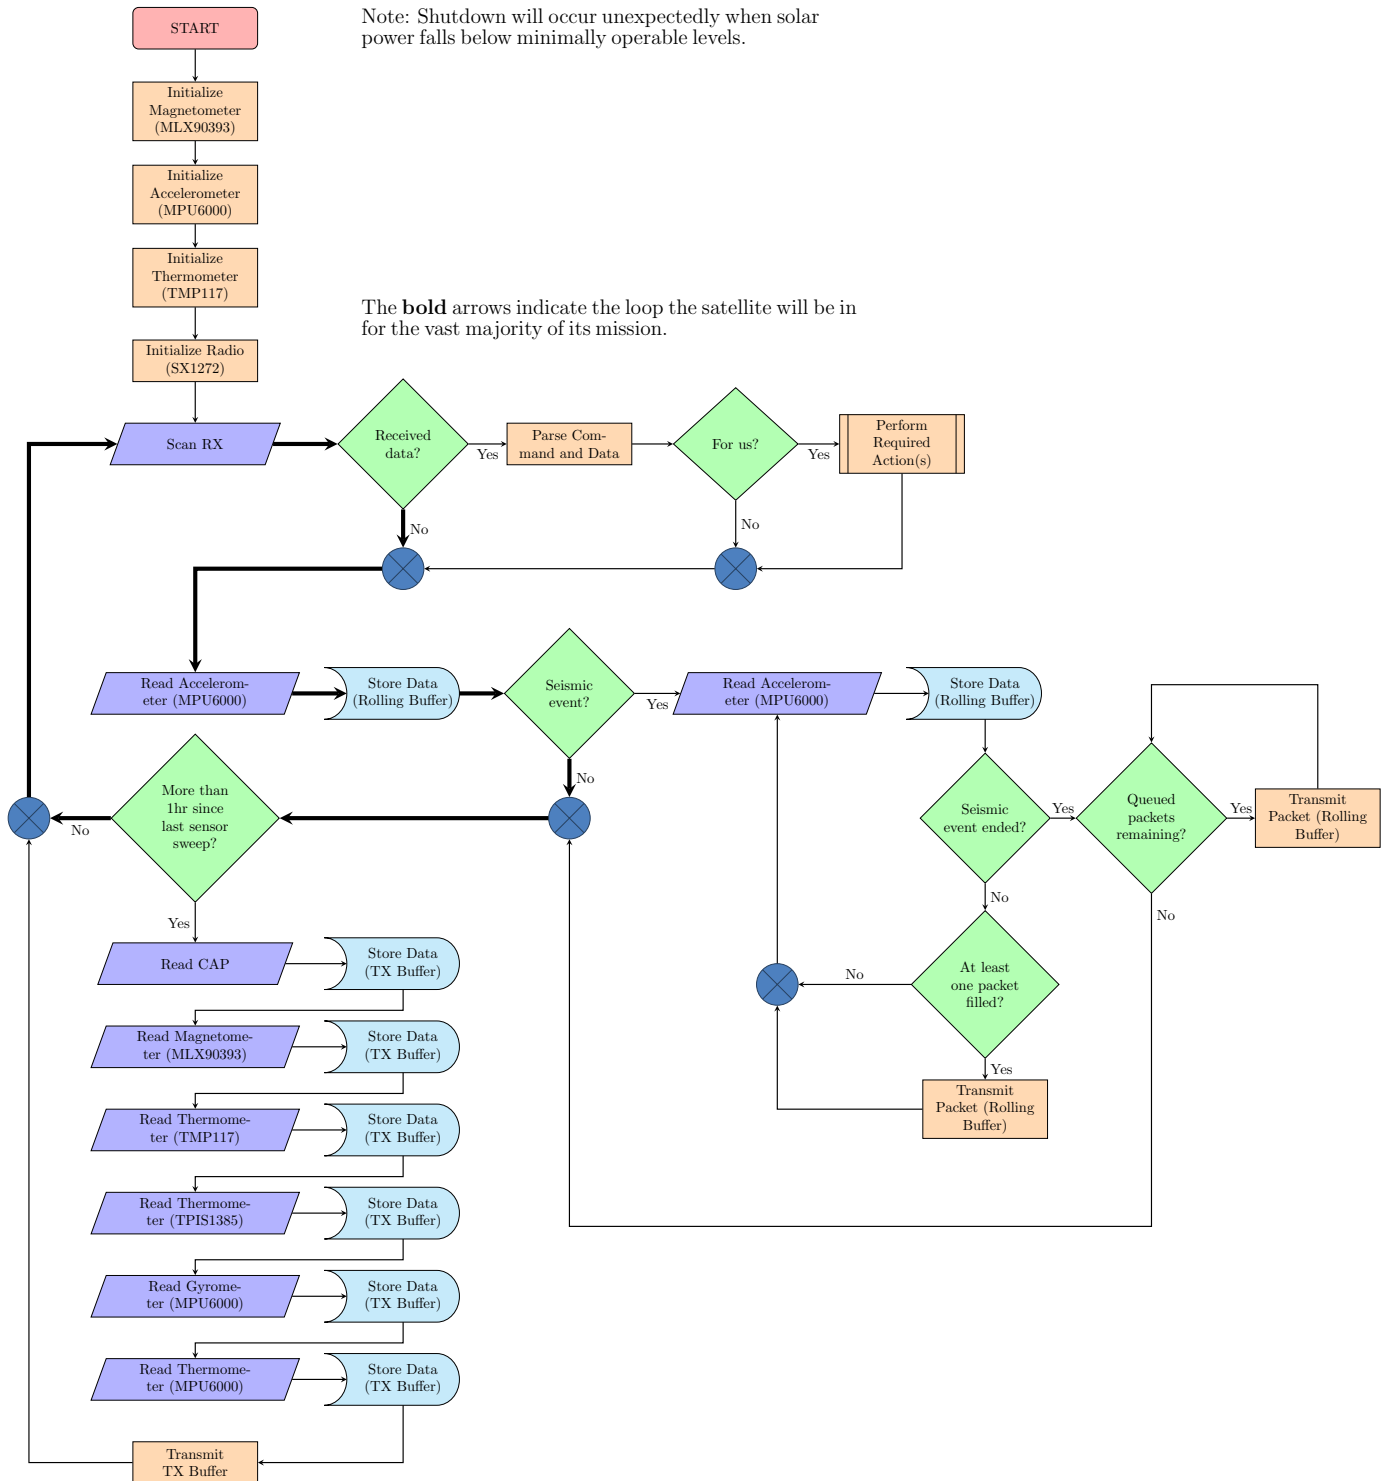 START
Note: Shutdown will occur unexpectedly when solar
power falls below minimally operable levels.
Initialize
Magnetometer
(MLX90393)
Initialize
Accelerometer
(MPU6000)
Initialize
Thermometer
(TMP117)
The bold arrows indicate the loop the satellite will be in
for the vast majority of its mission.
Initialize Radio
(SX1272)
Scan RX
Received
data?
Yes
No
Parse Com-
mand and Data
For us?
Yes
No
Perform
Required
Action(s)
Read Accelerom-
eter (MPU6000)
Store Data
(Rolling Buffer)
Seismic
event?
Yes
No
Read Accelerom-
eter (MPU6000)
Store Data
(Rolling Buffer)
Seismic
event ended?
Yes
No
Queued
packets
remaining?
Yes
No
Transmit
Packet (Rolling
Buffer)
At least
one packet
filled?
No
Yes
Transmit
Packet (Rolling
Buffer)
More than
1hr since
last sensor
sweep?
No
Yes
Read CAP
Store Data
(TX Buffer)
Read Magnetome-
ter (MLX90393)
Store Data
(TX Buffer)
Read Thermome-
ter (TMP117)
Store Data
(TX Buffer)
Read Thermome-
ter (TPIS1385)
Store Data
(TX Buffer)
Read Gyrome-
ter (MPU6000)
Store Data
(TX Buffer)
Read Thermome-
ter (MPU6000)
Store Data
(TX Buffer)
Transmit
TX Buffer